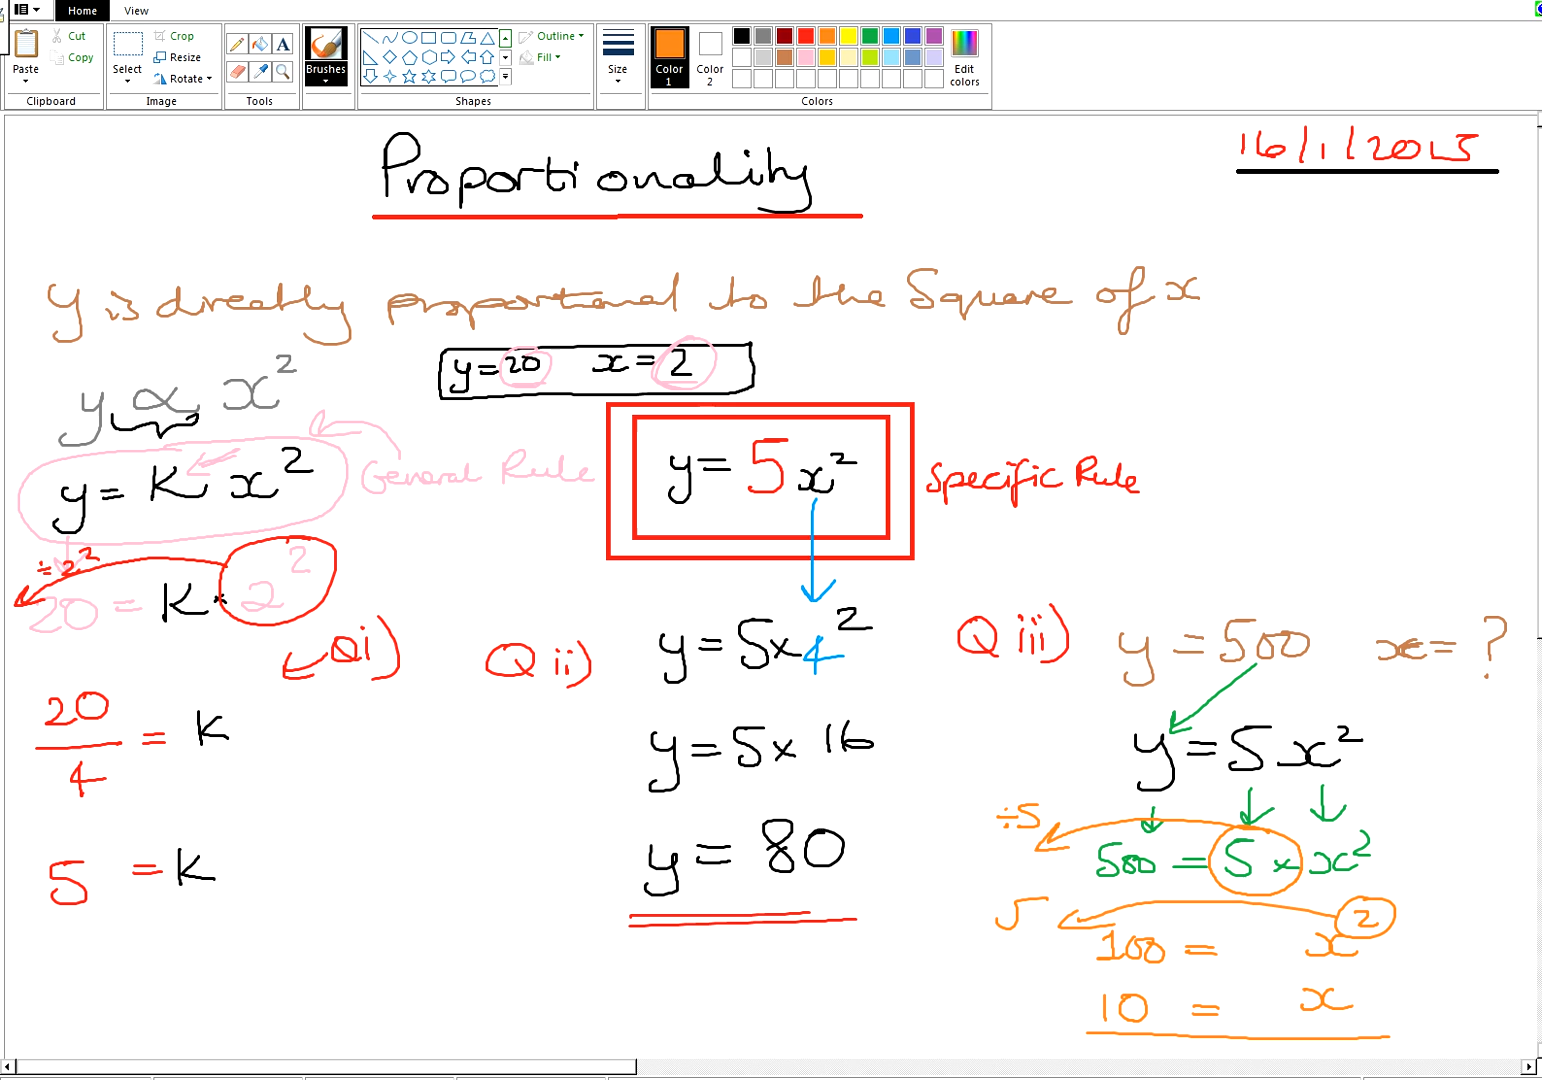 Home View
Cut
Copy
Paste
Clipboard
Select
Crop
Resize
Rotate
Image
A
Tools
Brushes
Outline
Fill
Shapes
Size
Color 1
Color 2
Edit colors
Colors
Proportionality
16/1/2015
y is directly proportional to the Square of x
y=20 x=2
y ∝ x²
y = K x²
General Rule
y = 5x²
Specific Rule
÷2²
20 = K × 2²
Qi)
20/4 = K
5 = K
Q ii)
y = 5×4²
y = 5× 16
y = 80
Q iii)
y = 500 x = ?
y = 5x²
÷5
500 = 5 × x²
√
100 = x²
10 = x